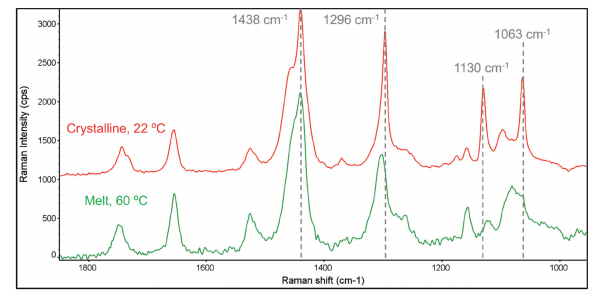 1438 cm⁻¹ 1296 cm⁻¹ 1063 cm⁻¹
1130 cm⁻¹
Crystalline, 22 ºC
Melt, 60 ºC
Raman Intensity (cps)
3000
2500
2000
1500
1000
500
0
1800 1600 1400 1200 1000
Raman shift (cm-1)